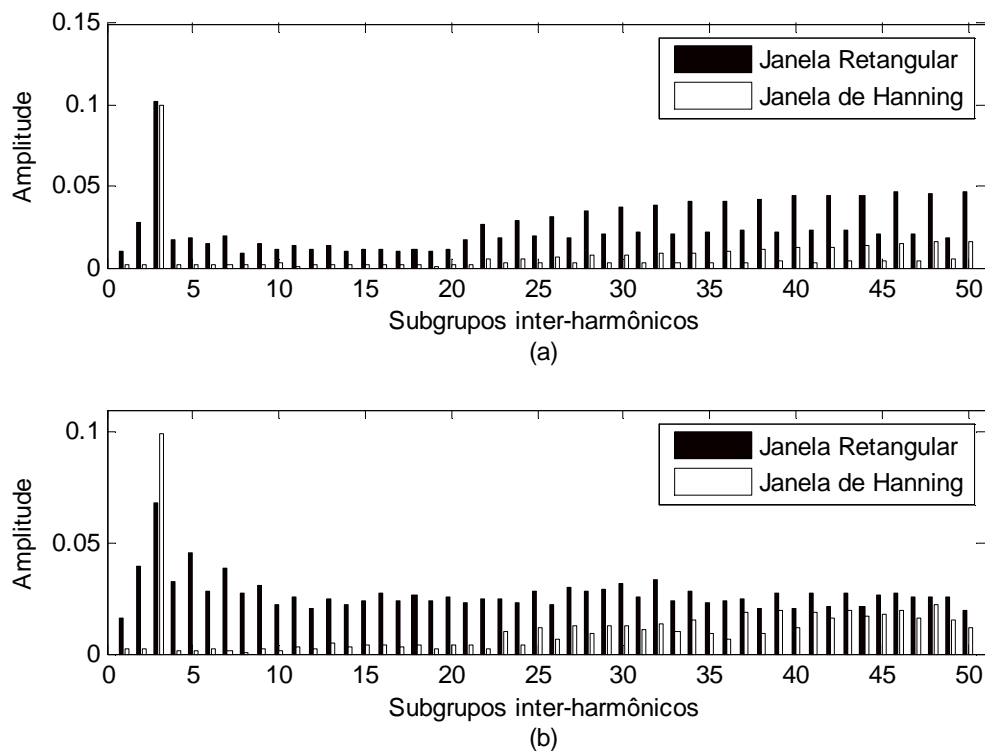 0.15
0.1
0.05
0
Amplitude
Janela Retangular
Janela de Hanning
0 5 10 15 20 25 30 35 40 45 50
Subgrupos inter-harmônicos
(a)
0.1
0.05
0
Amplitude
Janela Retangular
Janela de Hanning
0 5 10 15 20 25 30 35 40 45 50
Subgrupos inter-harmônicos
(b)